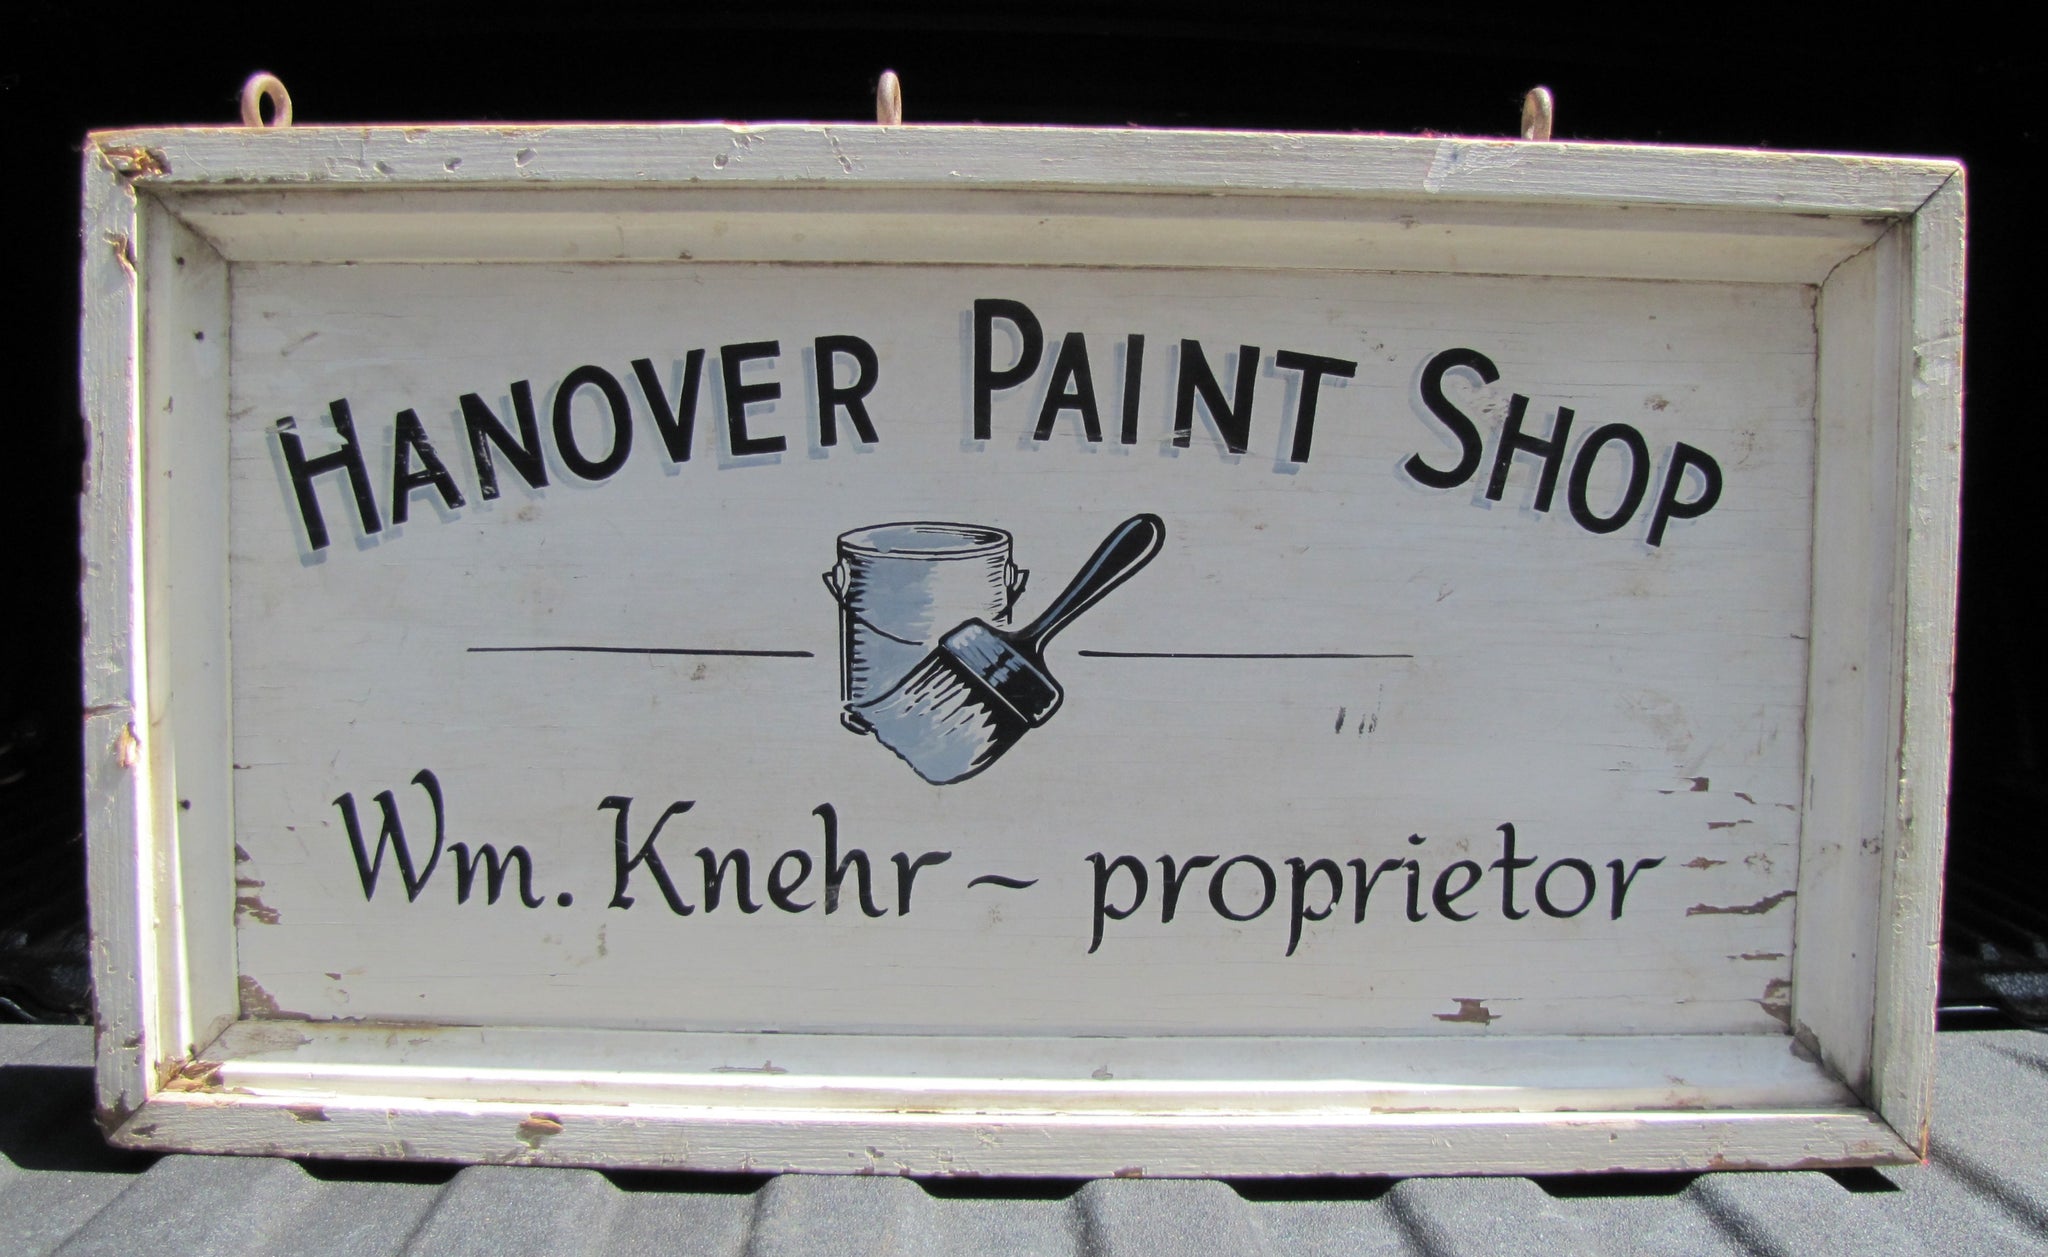 HANOVER PAINT SHOP
Wm. Knehr ~ proprietor